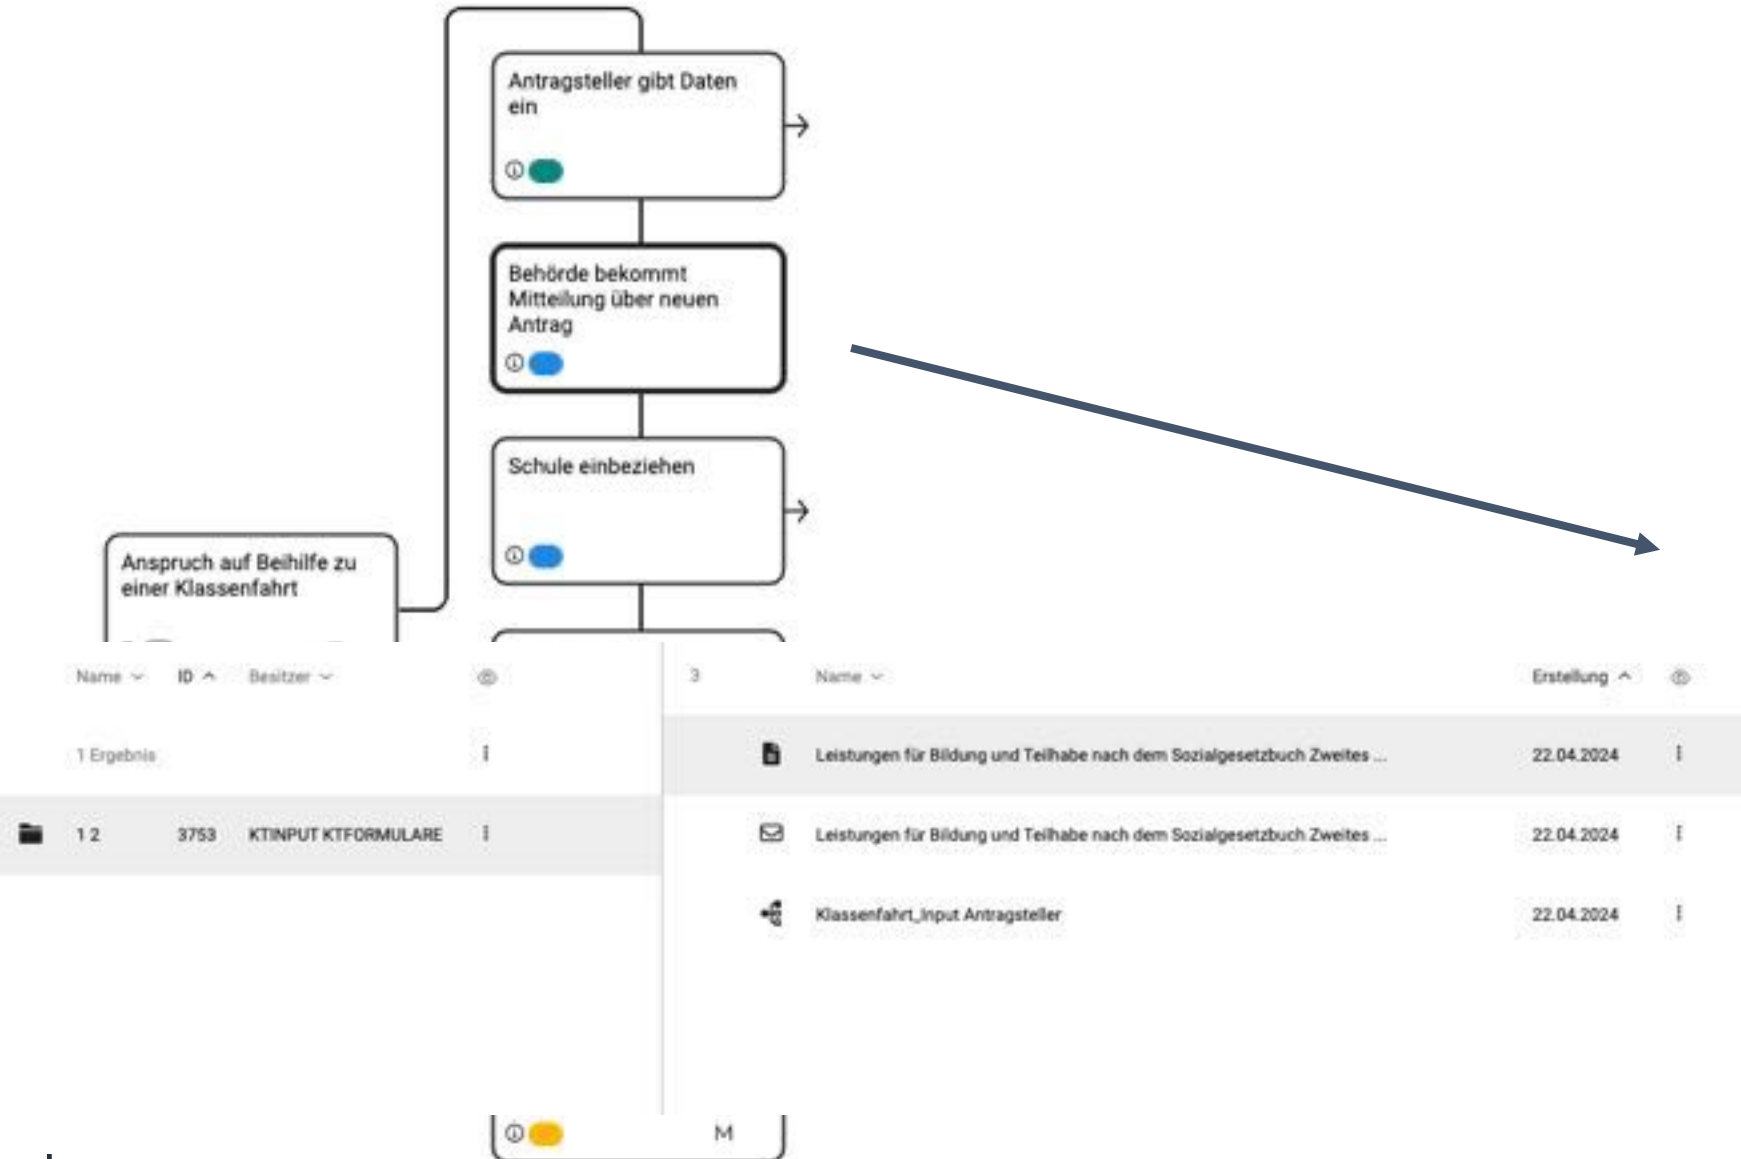 Antragsteller gibt Daten
ein
Behörde bekommt
Mitteilung über neuen
Antrag
Schule einbeziehen
Anspruch auf Beihilfe zu
einer Klassenfahrt
Name ID Besitzer
1 Ergebnis
1 2 3753 KTINPUT KTFORMULARE
3 Name Erstellung
Leistungen für Bildung und Teilhabe nach dem Sozialgesetzbuch Zweites ... 22.04.2024
Leistungen für Bildung und Teilhabe nach dem Sozialgesetzbuch Zweites ... 22.04.2024
Klassenfahrt_Input Antragsteller 22.04.2024
M